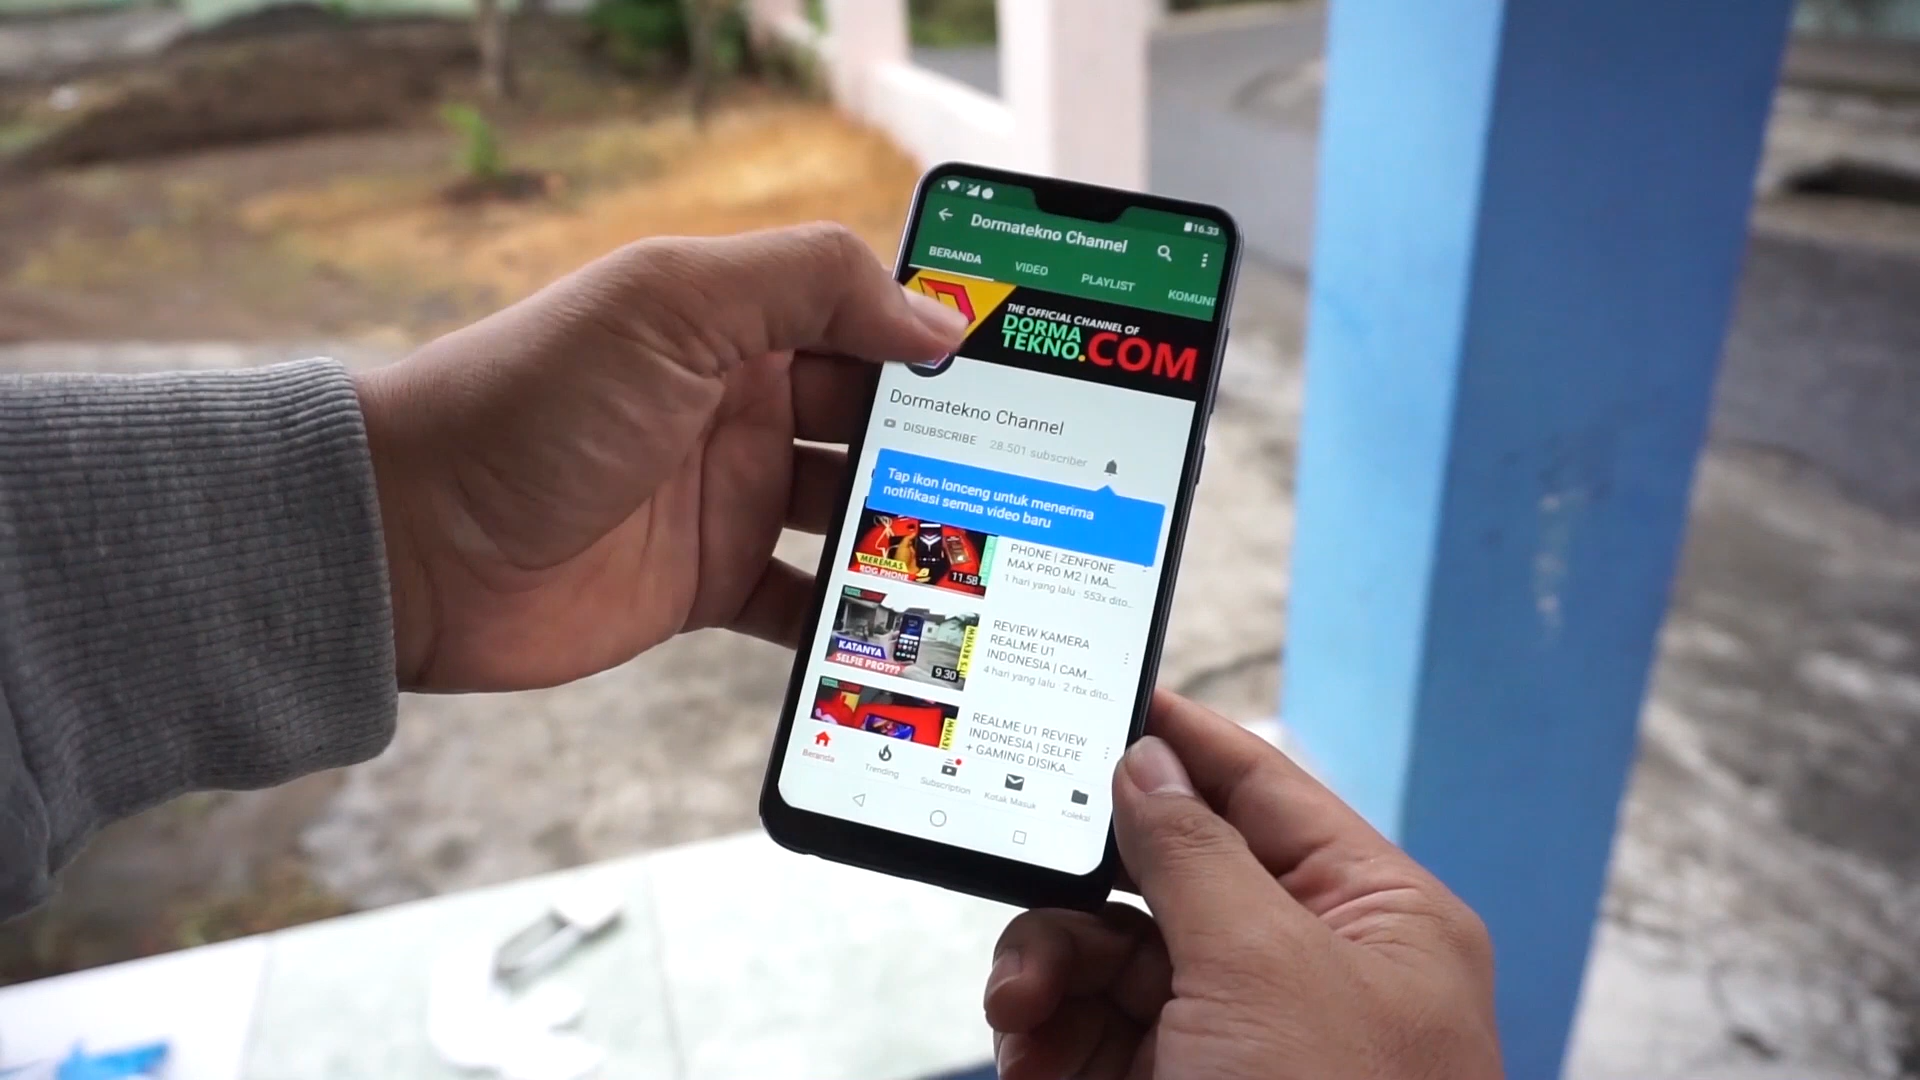 16.33
Dormatekno Channel
BERANDA VIDEO PLAYLIST KOMUNI
THE OFFICIAL CHANNEL OF
DORMA
TEKNO.COM
Dormatekno Channel
DISUBSCRIBE 28.501 subscriber
Tap ikon lonceng untuk menerima
notifikasi semua video baru
MEREMAS
ROG PHONE
11.58
PHONE | ZENFONE
MAX PRO M2 | MA...
1 hari yang lalu · 553x dito...
KATANYA
SELFIE PRO???
9.30
REVIEW KAMERA
REALME U1
INDONESIA | CAM...
4 hari yang lalu · 2 rbx dito...
REALME U1 REVIEW
INDONESIA | SELFIE
+ GAMING DISIKA...
Beranda Trending Subscription Kotak Masuk Koleksi